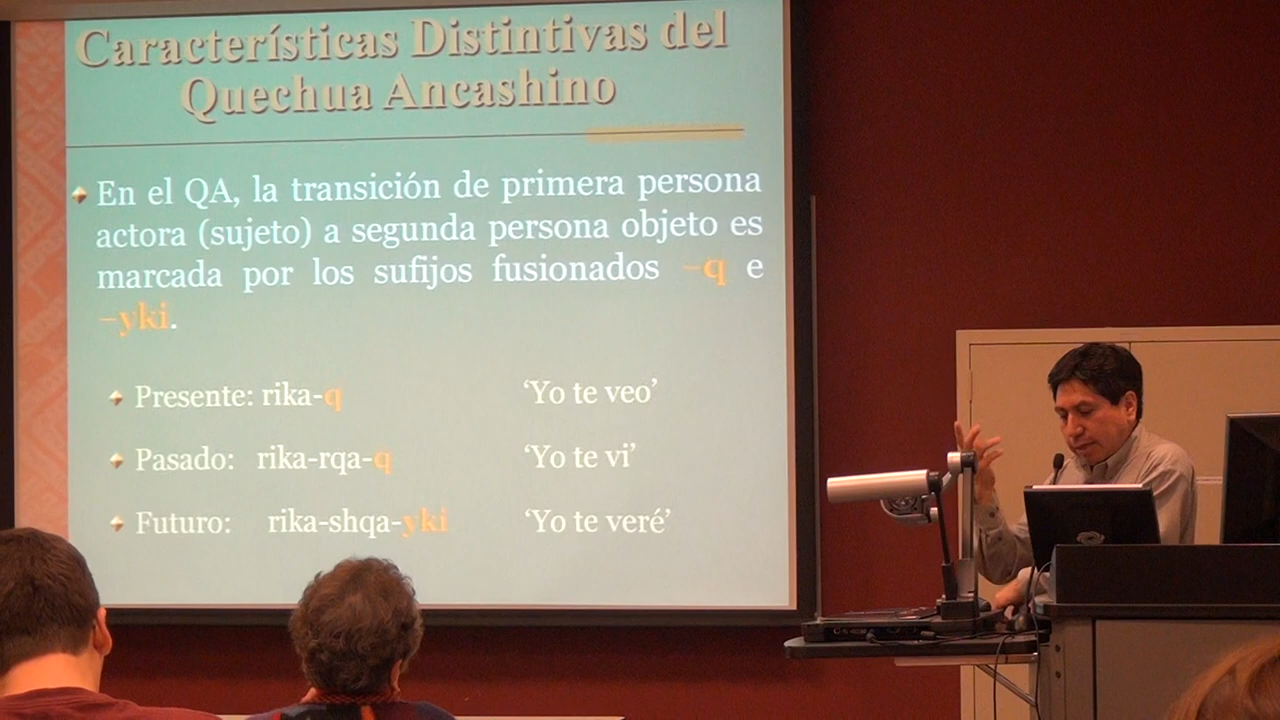 Características Distintivas del
Quechua Ancashino
En el QA, la transición de primera persona
actora (sujeto) a segunda persona objeto es
marcada por los sufijos fusionados –q e
–yki.
Presente: rika-q ‘Yo te veo’
Pasado: rika-rqa-q ‘Yo te vi’
Futuro: rika-shqa-yki ‘Yo te veré’